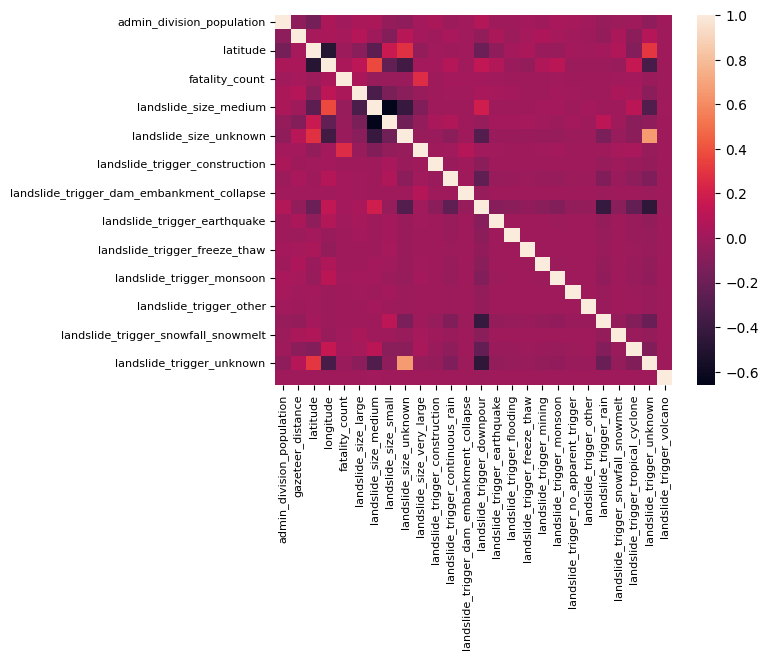 admin_division_population
latitude
fatality_count
landslide_size_medium
landslide_size_unknown
landslide_trigger_construction
landslide_trigger_dam_embankment_collapse
landslide_trigger_earthquake
landslide_trigger_freeze_thaw
landslide_trigger_monsoon
landslide_trigger_other
landslide_trigger_snowfall_snowmelt
landslide_trigger_unknown
admin_division_population
gazeteer_distance
latitude
longitude
fatality_count
landslide_size_large
landslide_size_medium
landslide_size_small
landslide_size_unknown
landslide_size_very_large
landslide_trigger_construction
landslide_trigger_continuous_rain
landslide_trigger_dam_embankment_collapse
landslide_trigger_downpour
landslide_trigger_earthquake
landslide_trigger_flooding
landslide_trigger_freeze_thaw
landslide_trigger_mining
landslide_trigger_monsoon
landslide_trigger_no_apparent_trigger
landslide_trigger_other
landslide_trigger_rain
landslide_trigger_snowfall_snowmelt
landslide_trigger_tropical_cyclone
landslide_trigger_unknown
landslide_trigger_volcano
1.0
0.8
0.6
0.4
0.2
0.0
−0.2
−0.4
−0.6